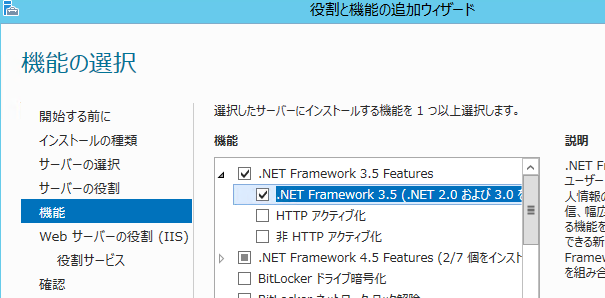 役割と機能の追加ウィザード
機能の選択
開始する前に
インストールの種類
サーバーの選択
サーバーの役割
機能
Web サーバーの役割 (IIS)
役割サービス
確認
選択したサーバーにインストールする機能を 1 つ以上選択します。
機能
.NET Framework 3.5 Features
.NET Framework 3.5 (.NET 2.0 および 3.0 を
HTTP アクティブ化
非 HTTP アクティブ化
.NET Framework 4.5 Features (2/7 個をインスト
BitLocker ドライブ暗号化
説明
.NET F
ユーザー
人情報の
信、幅広
る機能を
できる新
Framew
を組み合